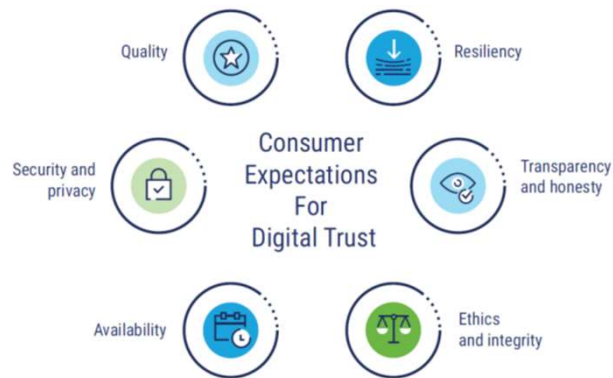 Quality
Resiliency
Consumer
Expectations
For
Digital Trust
Security and
privacy
Transparency
and honesty
Availability
Ethics
and integrity